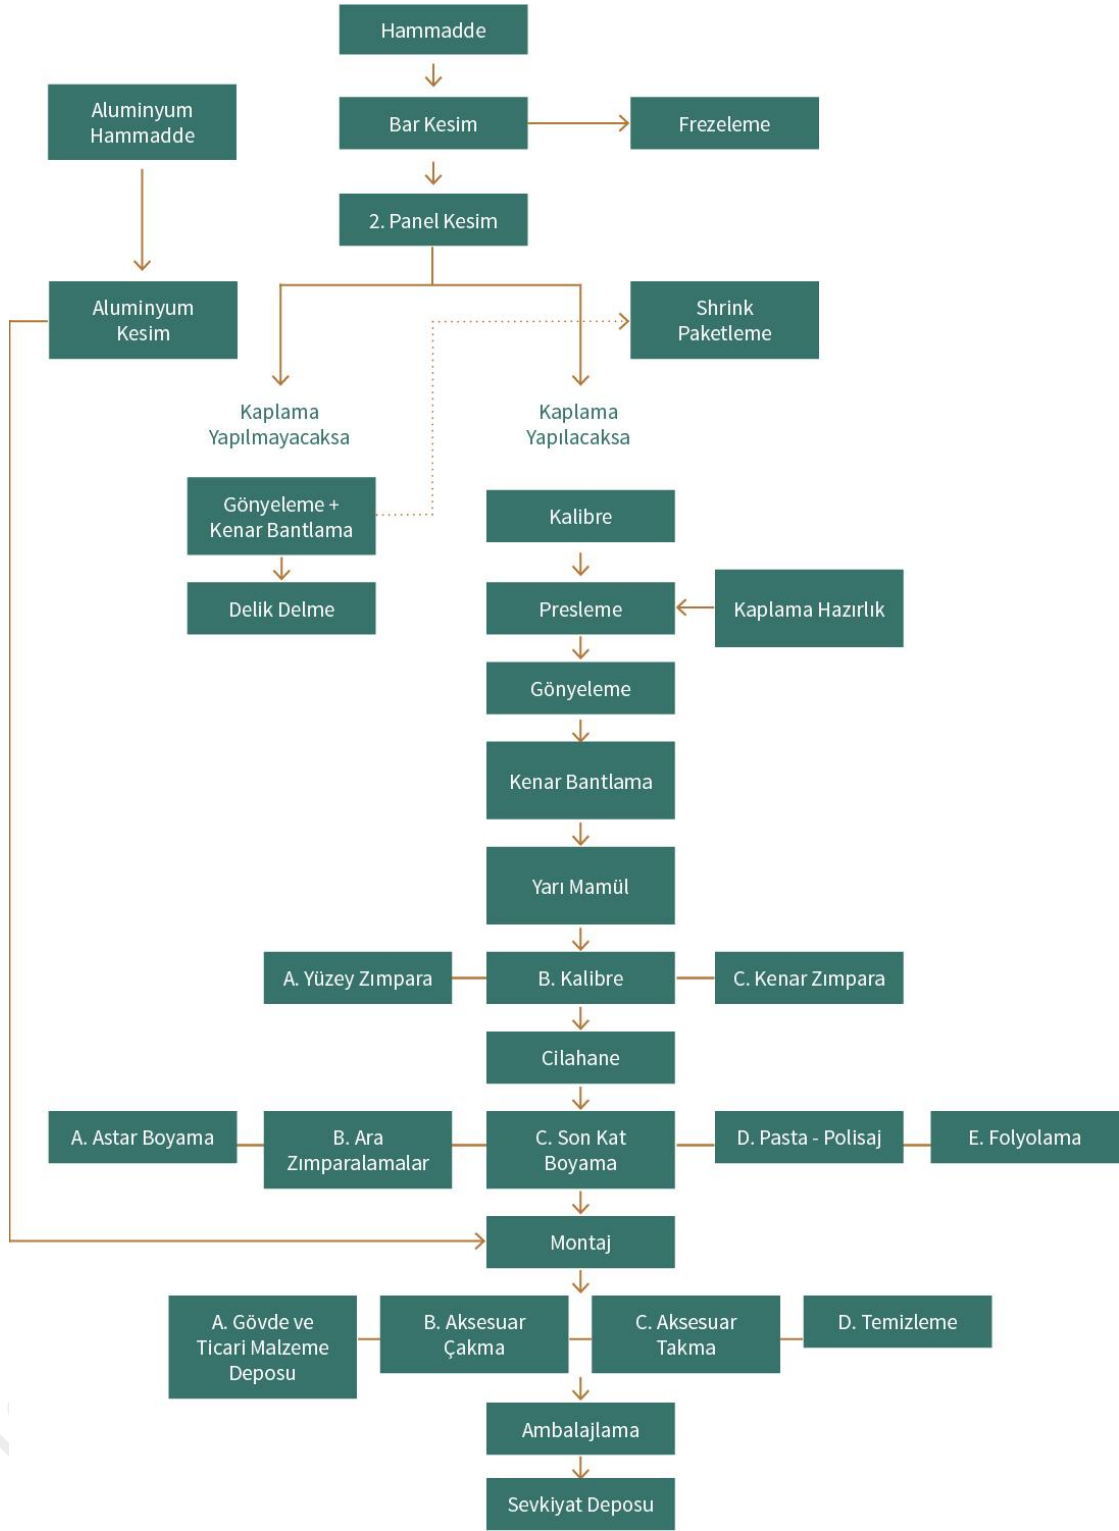 Hammadde
Aluminyum
Hammadde
Bar Kesim
Frezeleme
2. Panel Kesim
Aluminyum
Kesim
Shrink
Paketleme
Kaplama
Yapılmayacaksa
Kaplama
Yapılacaksa
Gönyeleme +
Kenar Bantlama
Kalibre
Delik Delme
Presleme
Kaplama Hazırlık
Gönyeleme
Kenar Bantlama
Yarı Mamül
A. Yüzey Zımpara
B. Kalibre
C. Kenar Zımpara
Cilahane
A. Astar Boyama
B. Ara
Zımparalamalar
C. Son Kat
Boyama
D. Pasta - Polisaj
E. Folyolama
Montaj
A. Gövde ve
Ticari Malzeme
Deposu
B. Aksesuar
Çakma
C. Aksesuar
Takma
D. Temizleme
Ambalajlama
Sevkiyat Deposu